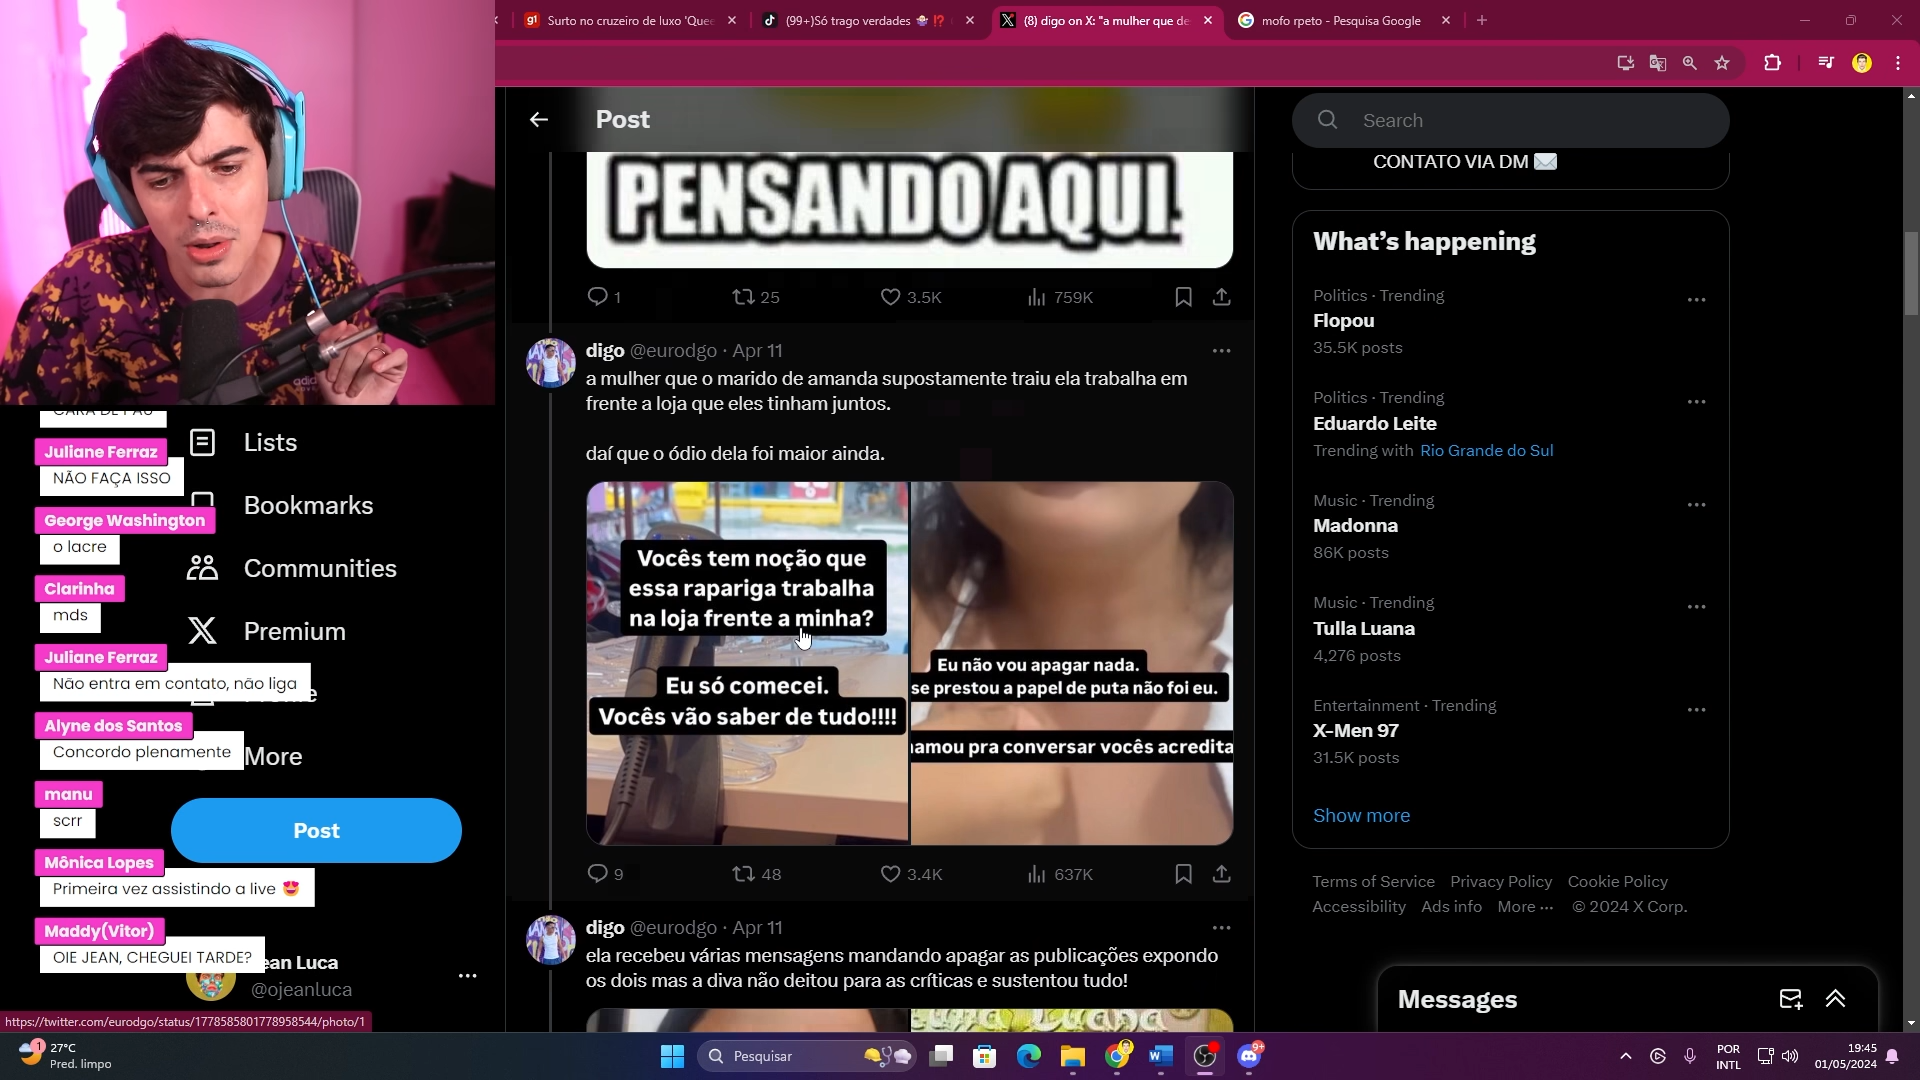 Surto no cruzeiro de luxo 'Quee
(99+)Só trago verdades
(8) digo on X: "a mulher que de
mofo rpeto - Pesquisa Google
Post
Search
CONTATO VIA DM
PENSANDO AQUI
1
25
3.5K
759K
digo @eurodgo · Apr 11
a mulher que o marido de amanda supostamente traiu ela trabalha em
frente a loja que eles tinham juntos.
daí que o ódio dela foi maior ainda.
Vocês tem noção que
essa rapariga trabalha
na loja frente a minha?
Eu só comecei.
Vocês vão saber de tudo!!!!
Eu não vou apagar nada.
se prestou a papel de puta não foi eu.
amou pra conversar vocês acredita
9
48
3.4K
637K
digo @eurodgo · Apr 11
ela recebeu várias mensagens mandando apagar as publicações expondo
os dois mas a diva não deitou para as críticas e sustentou tudo!
What's happening
Politics · Trending
Flopou
35.5K posts
Politics · Trending
Eduardo Leite
Trending with Rio Grande do Sul
Music · Trending
Madonna
86K posts
Music · Trending
Tulla Luana
4,276 posts
Entertainment · Trending
X-Men 97
31.5K posts
Show more
Terms of Service Privacy Policy Cookie Policy
Accessibility Ads info More ··· © 2024 X Corp.
Messages
CARA DE PAU
Juliane Ferraz
NÃO FAÇA ISSO
George Washington
o lacre
Clarinha
mds
Juliane Ferraz
Não entra em contato, não liga
Alyne dos Santos
Concordo plenamente
manu
scrr
Mônica Lopes
Primeira vez assistindo a live
Maddy(Vitor)
OIE JEAN, CHEGUEI TARDE?
Lists
Bookmarks
Communities
Premium
More
Post
ean Luca
@ojeanluca
https://twitter.com/eurodgo/status/1778585801778958544/photo/1
1
27°C
Pred. limpo
Pesquisar
9+
POR
INTL
19:45
01/05/2024